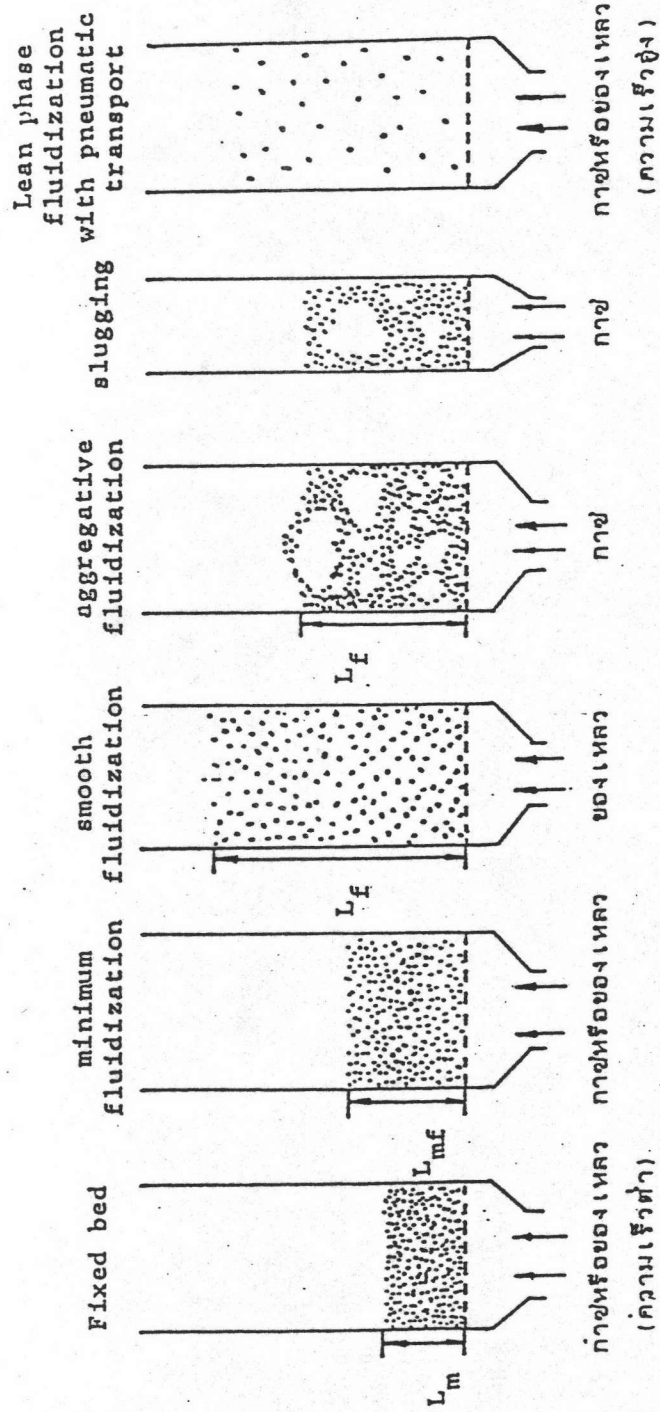 Fixed bed
minimum
fluidization
smooth
fluidization
aggregative
fluidization
slugging
Lean phase
fluidization
with pneumatic
transport
L_m
L_mf
L_f
L_f
ก๊าซหรือของเหลว
(ความเร็วต่ำ)
กาซหรือของเหลว
ของเหลว
กาซ
กาซ
กาซหรือของเหลว
(ความเร็วสูง)